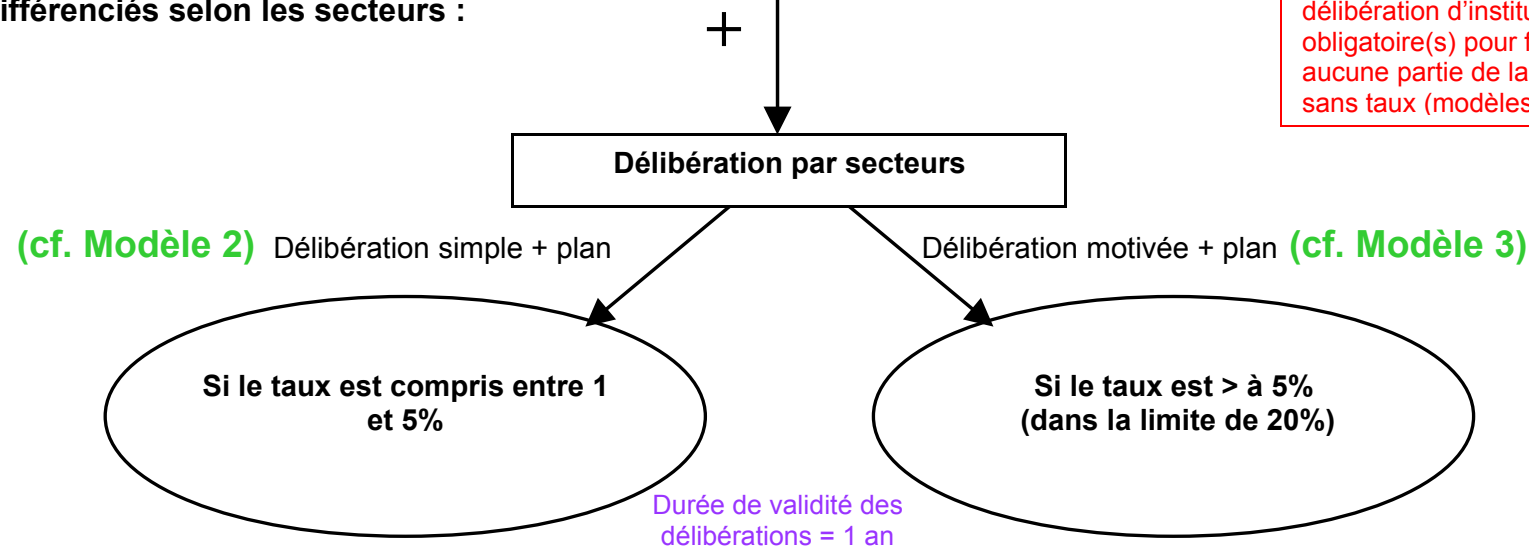 ifférenciés selon les secteurs :
+
délibération d’institu
obligatoire(s) pour f
aucune partie de la
sans taux (modèles
Délibération par secteurs
(cf. Modèle 2) Délibération simple + plan
Délibération motivée + plan (cf. Modèle 3)
Si le taux est compris entre 1
et 5%
Si le taux est > à 5%
(dans la limite de 20%)
Durée de validité des
délibérations = 1 an